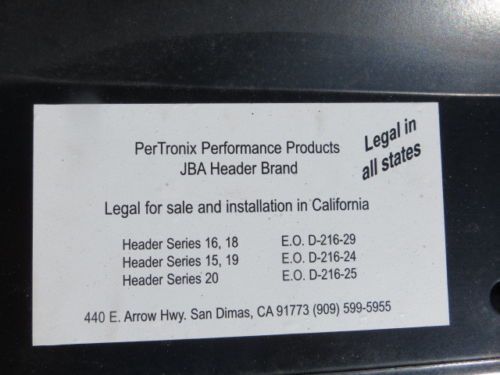 PerTronix Performance Products
JBA Header Brand
Legal in
all states
Legal for sale and installation in California
Header Series 16, 18 E.O. D-216-29
Header Series 15, 19 E.O. D-216-24
Header Series 20 E.O. D-216-25
440 E. Arrow Hwy. San Dimas, CA 91773 (909) 599-5955